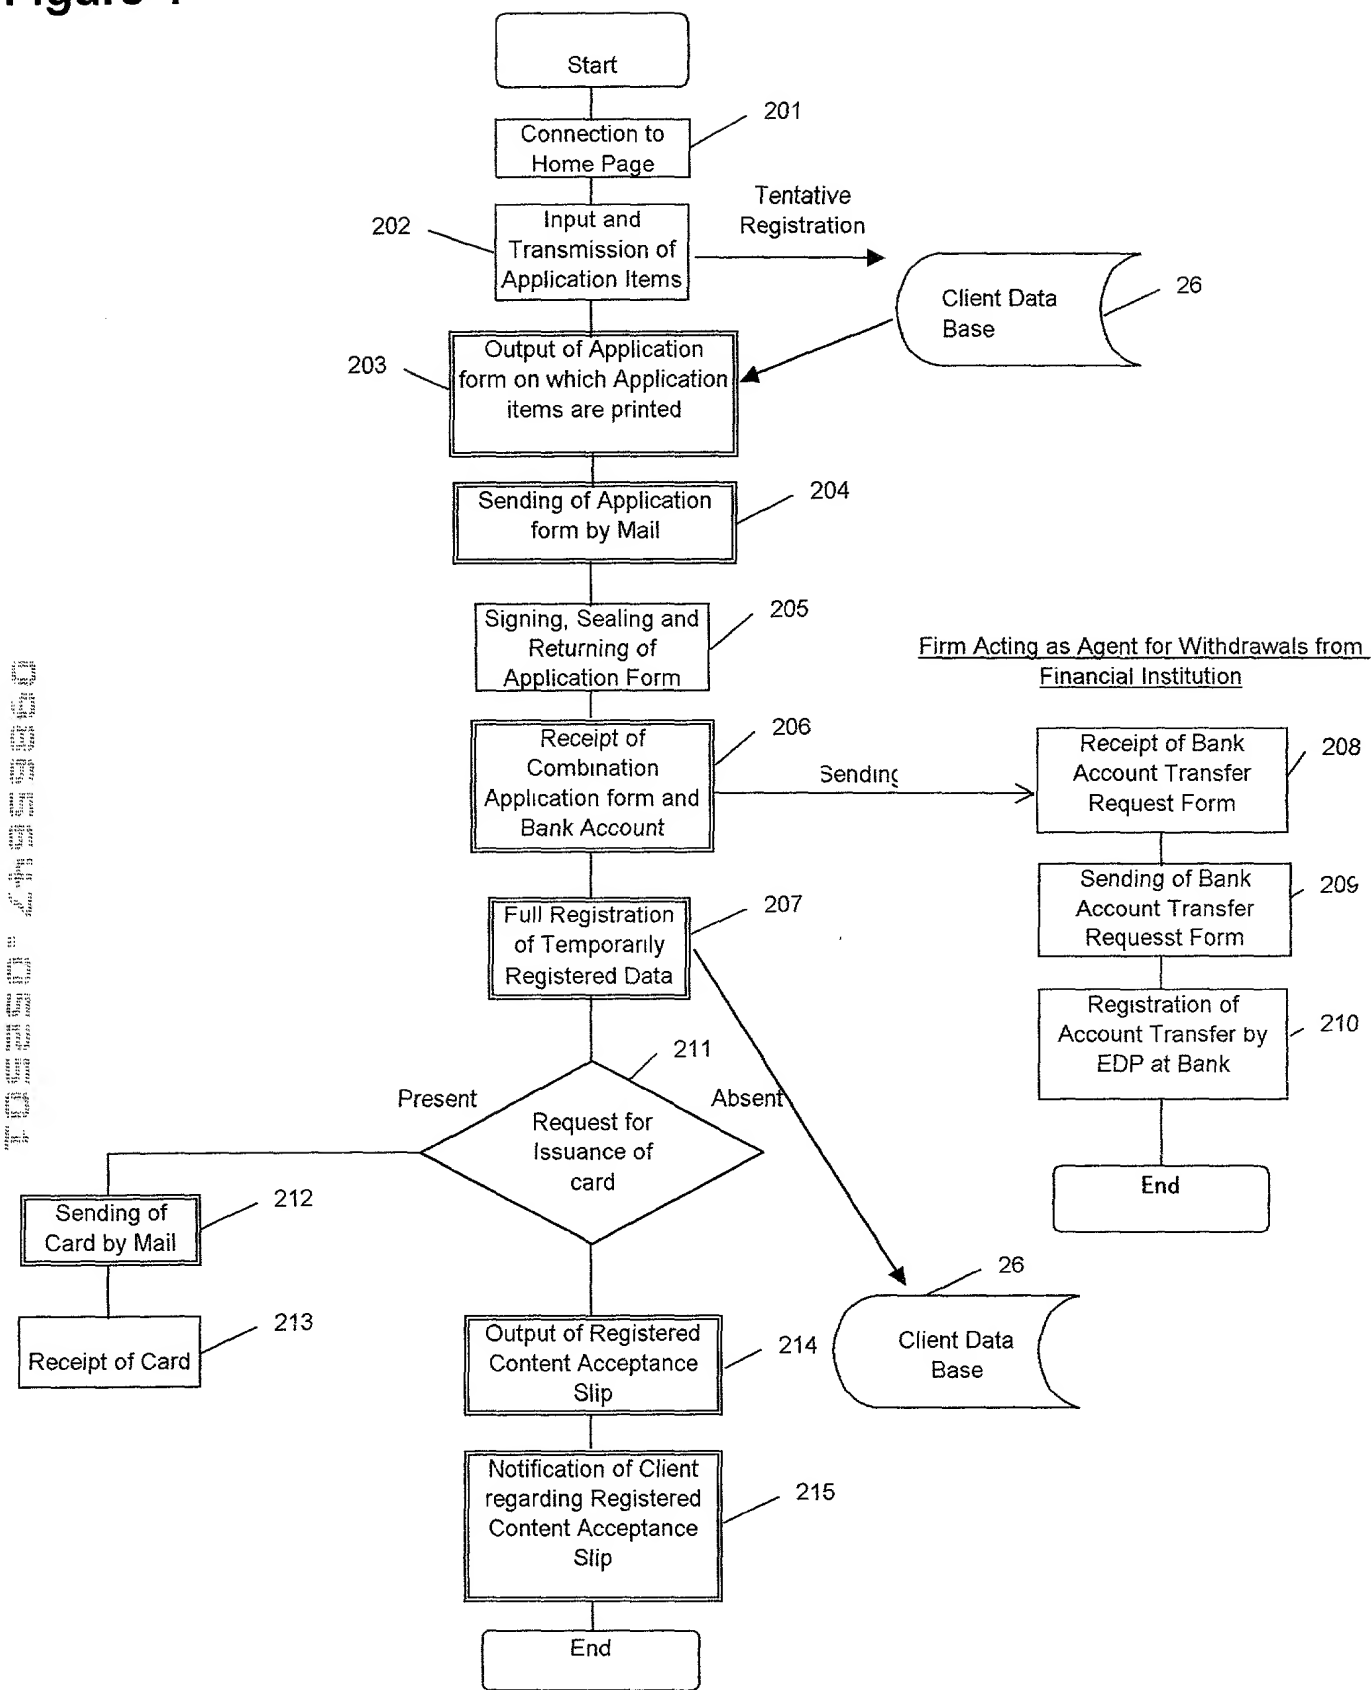 Start
201
Connection to
Home Page
Tentative
Registration
202
Input and
Transmission of
Application Items
Client Data
Base
26
203
Output of Application
form on which Application
items are printed
204
Sending of Application
form by Mail
205
Signing, Sealing and
Returning of
Application Form
Firm Acting as Agent for Withdrawals from
Financial Institution
206
Receipt of
Combination
Application form and
Bank Account
Sending
208
Receipt of Bank
Account Transfer
Request Form
209
Sending of Bank
Account Transfer
Requesst Form
207
Full Registration
of Temporarily
Registered Data
210
Registration of
Account Transfer by
EDP at Bank
End
211
Present
Absent
Request for
Issuance of
card
212
Sending of
Card by Mail
213
Receipt of Card
26
Client Data
Base
214
Output of Registered
Content Acceptance
Slip
215
Notification of Client
regarding Registered
Content Acceptance
Slip
End